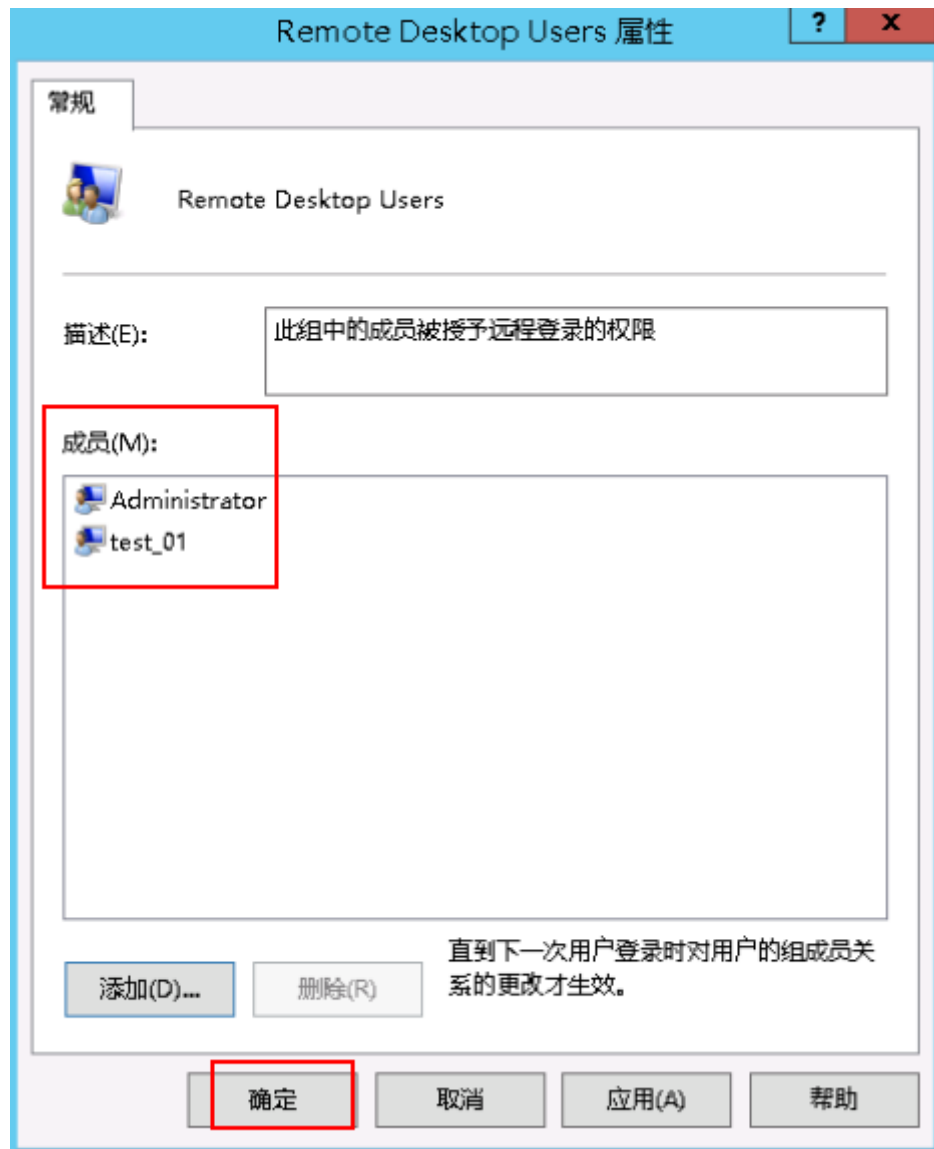 Remote Desktop Users 属性
?
x
常规
Remote Desktop Users
描述(E):
此组中的成员被授予远程登录的权限
成员(M):
Administrator
test_01
直到下一次用户登录时对用户的组成员关
系的更改才生效。
添加(D)...
删除(R)
确定
取消
应用(A)
帮助